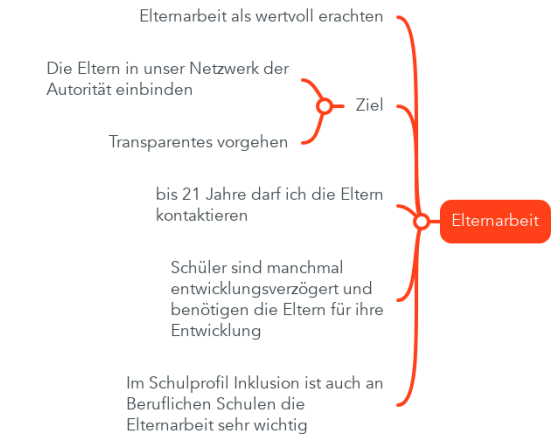 Elternarbeit als wertvoll erachten
Die Eltern in unser Netzwerk der
Autorität einbinden
Ziel
Transparentes vorgehen
bis 21 Jahre darf ich die Eltern
kontaktieren
Elternarbeit
Schüler sind manchmal
entwicklungsverzögert und
benötigen die Eltern für ihre
Entwicklung
Im Schulprofil Inklusion ist auch an
Beruflichen Schulen die
Elternarbeit sehr wichtig